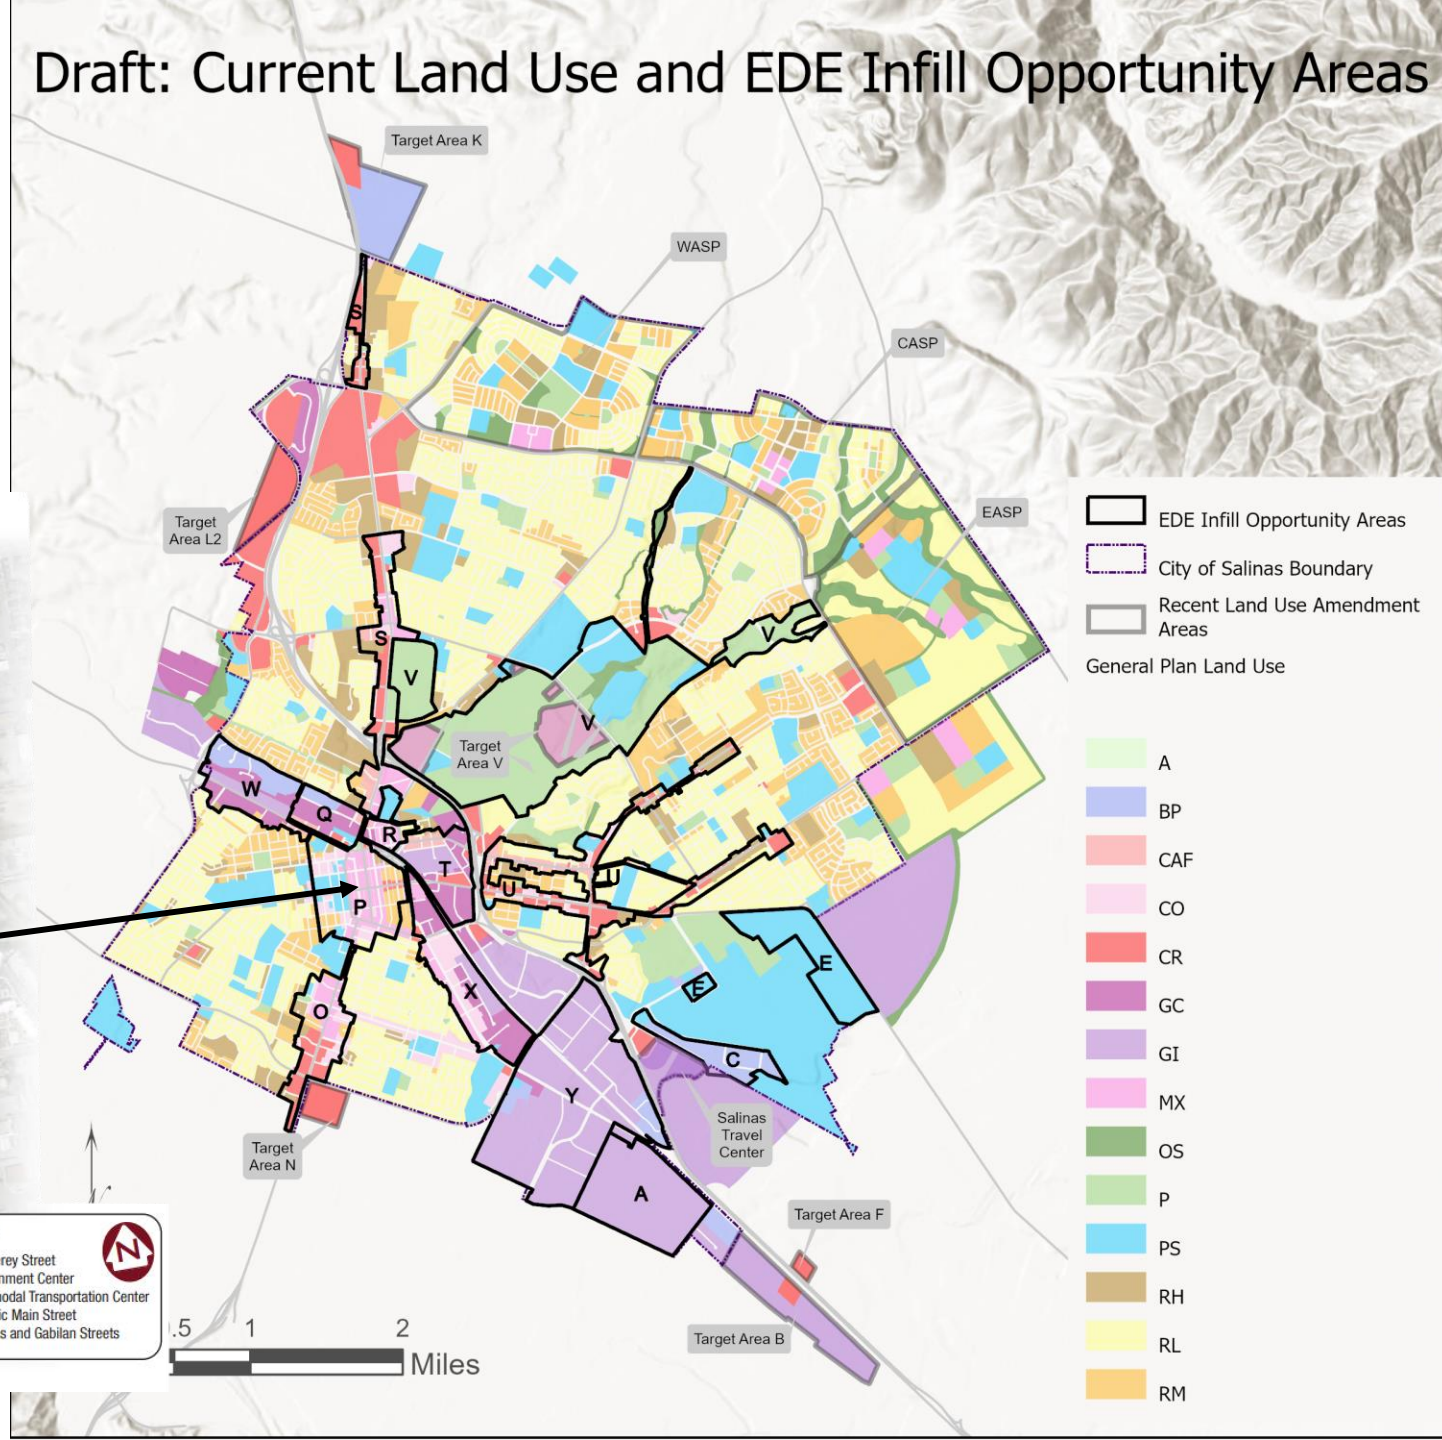 Draft: Current Land Use and EDE Infill Opportunity Areas
Target Area K
WASP
CASP
EASP
Target
Area L2
S
S
V
V
V
Target
Area V
W
Q
R
T
P
U
U
E
E
X
O
C
Y
A
Salinas
Travel
Center
Target
Area N
Target Area F
Target Area B
EDE Infill Opportunity Areas
City of Salinas Boundary
Recent Land Use Amendment
Areas
General Plan Land Use
A
BP
CAF
CO
CR
GC
GI
MX
OS
P
PS
RH
RL
RM
N
rey Street
nment Center
nodal Transportation Center
ic Main Street
s and Gabilan Streets
.5 1 2
Miles